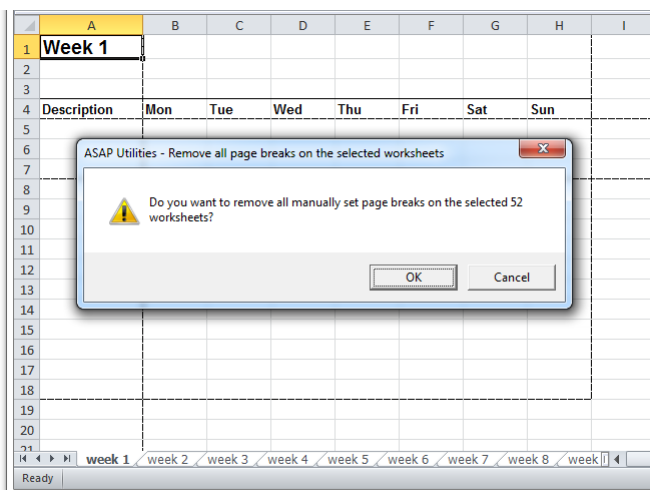 A B C D E F G H I
1 Week 1
2
3
4 Description Mon Tue Wed Thu Fri Sat Sun
5
6
ASAP Utilities - Remove all page breaks on the selected worksheets
7
8
Do you want to remove all manually set page breaks on the selected 52
9
worksheets?
10
11
12
OK Cancel
13
14
15
16
17
18
19
20
21
week 1 week 2 week 3 week 4 week 5 week 6 week 7 week 8 week
Ready